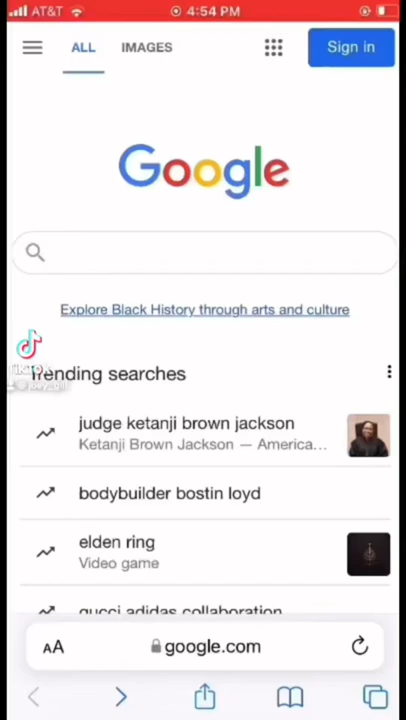 AT&T 4:54 PM
ALL IMAGES Sign in
Google
Explore Black History through arts and culture
TikTok
Trending searches
judge ketanji brown jackson
Ketanji Brown Jackson — America...
bodybuilder bostin loyd
elden ring
Video game
gucci adidas collaboration
AA google.com